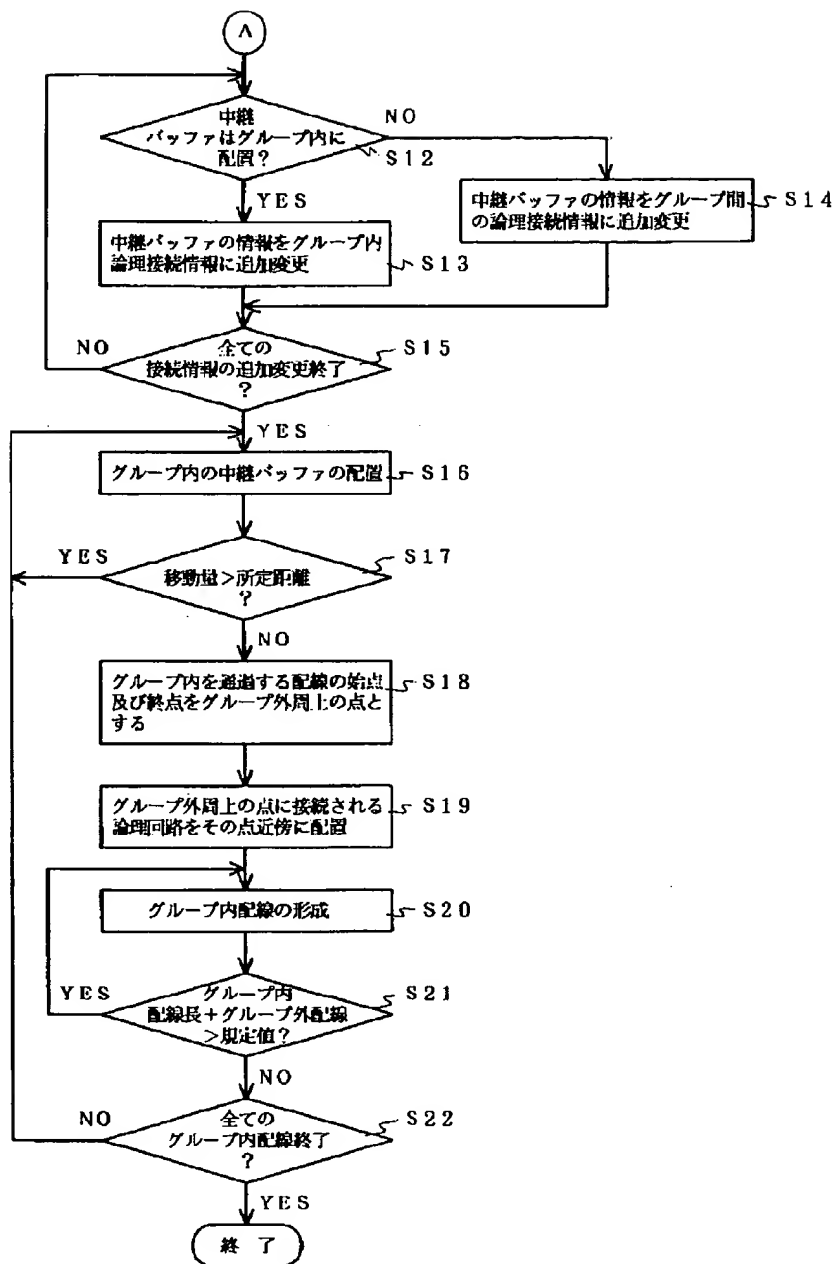 A
中継
バッファはグループ内に
配置?
NO
S12
YES
中継バッファの情報をグループ間
の論理接続情報に追加変更
S14
中継バッファの情報をグループ内
論理接続情報に追加変更
S13
NO
全ての
接続情報の追加変更終了
?
S15
YES
グループ内の中継バッファの配置
S16
YES
移動量>所定距離
?
S17
NO
グループ内を通過する配線の始点
及び終点をグループ外周上の点と
する
S18
グループ外周上の点に接続される
論理回路をその点近傍に配置
S19
グループ内配線の形成
S20
YES
グループ内
配線長+グループ外配線
>規定値?
S21
NO
NO
全ての
グループ内配線終了
?
S22
YES
終 了